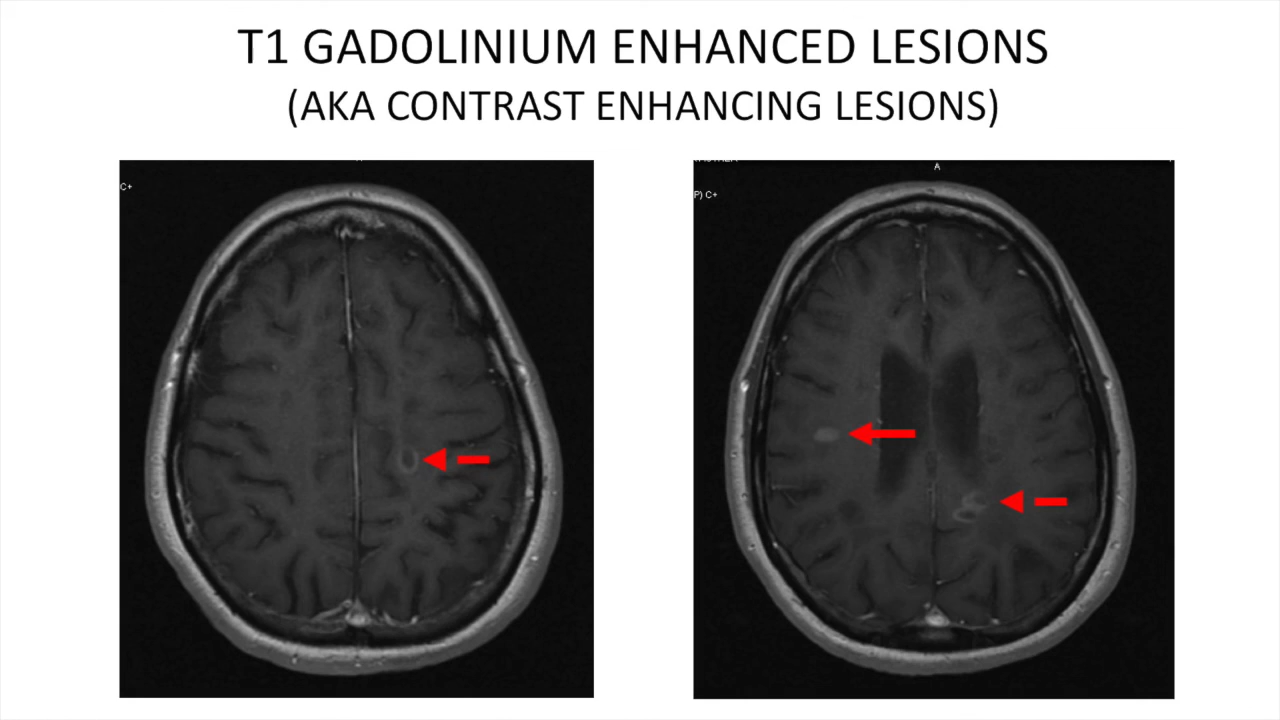 T1 GADOLINIUM ENHANCED LESIONS
(AKA CONTRAST ENHANCING LESIONS)
C+
A
P) C+